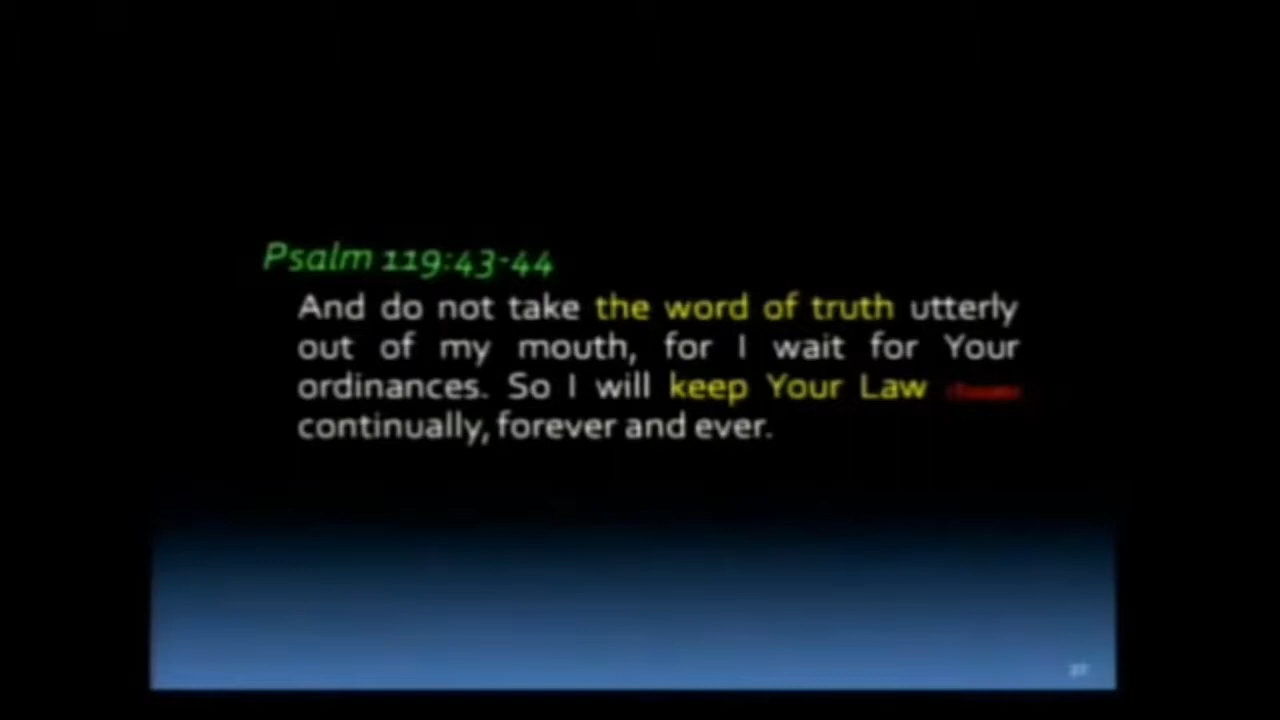 Psalm 119:43-44
And do not take the word of truth utterly
out of my mouth, for I wait for Your
ordinances. So I will keep Your Law
continually, forever and ever.